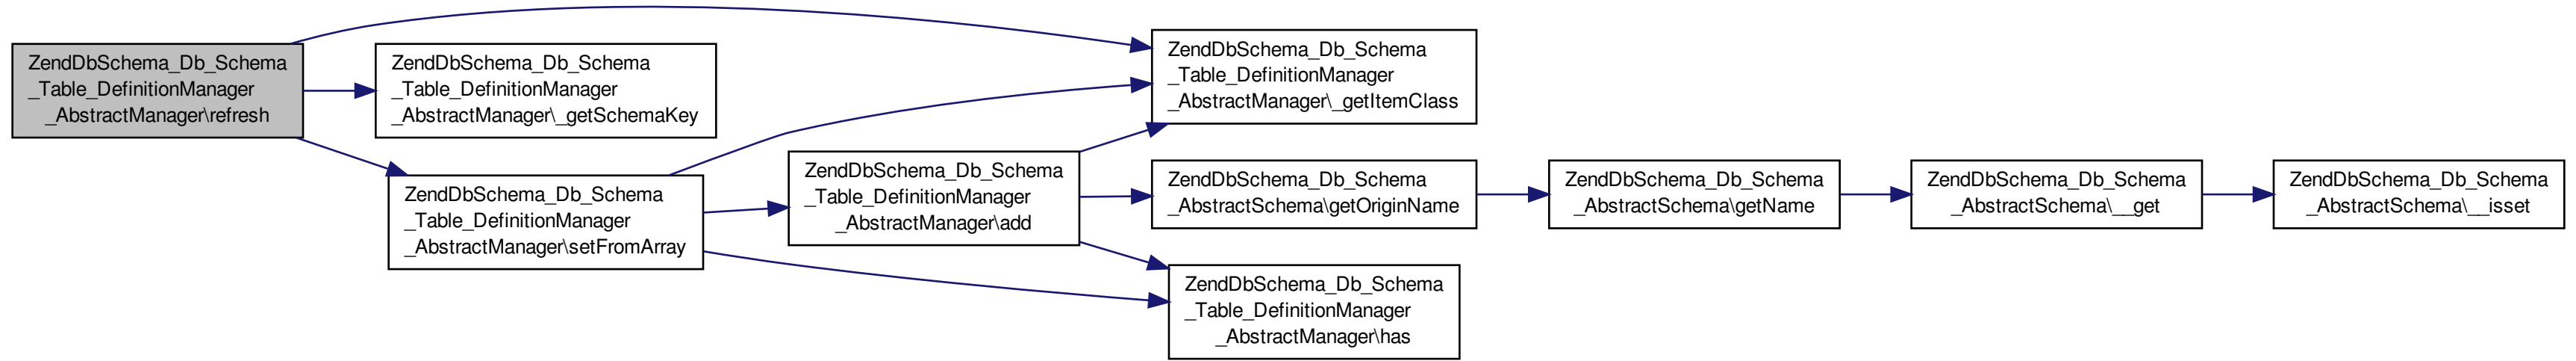 ZendDbSchema_Db_Schema
_Table_DefinitionManager
_AbstractManager\refresh
ZendDbSchema_Db_Schema
_Table_DefinitionManager
_AbstractManager\_getSchemaKey
ZendDbSchema_Db_Schema
_Table_DefinitionManager
_AbstractManager\setFromArray
ZendDbSchema_Db_Schema
_Table_DefinitionManager
_AbstractManager\add
ZendDbSchema_Db_Schema
_Table_DefinitionManager
_AbstractManager\_getItemClass
ZendDbSchema_Db_Schema
_AbstractSchema\getOriginName
ZendDbSchema_Db_Schema
_Table_DefinitionManager
_AbstractManager\has
ZendDbSchema_Db_Schema
_AbstractSchema\getName
ZendDbSchema_Db_Schema
_AbstractSchema\__get
ZendDbSchema_Db_Schema
_AbstractSchema\__isset